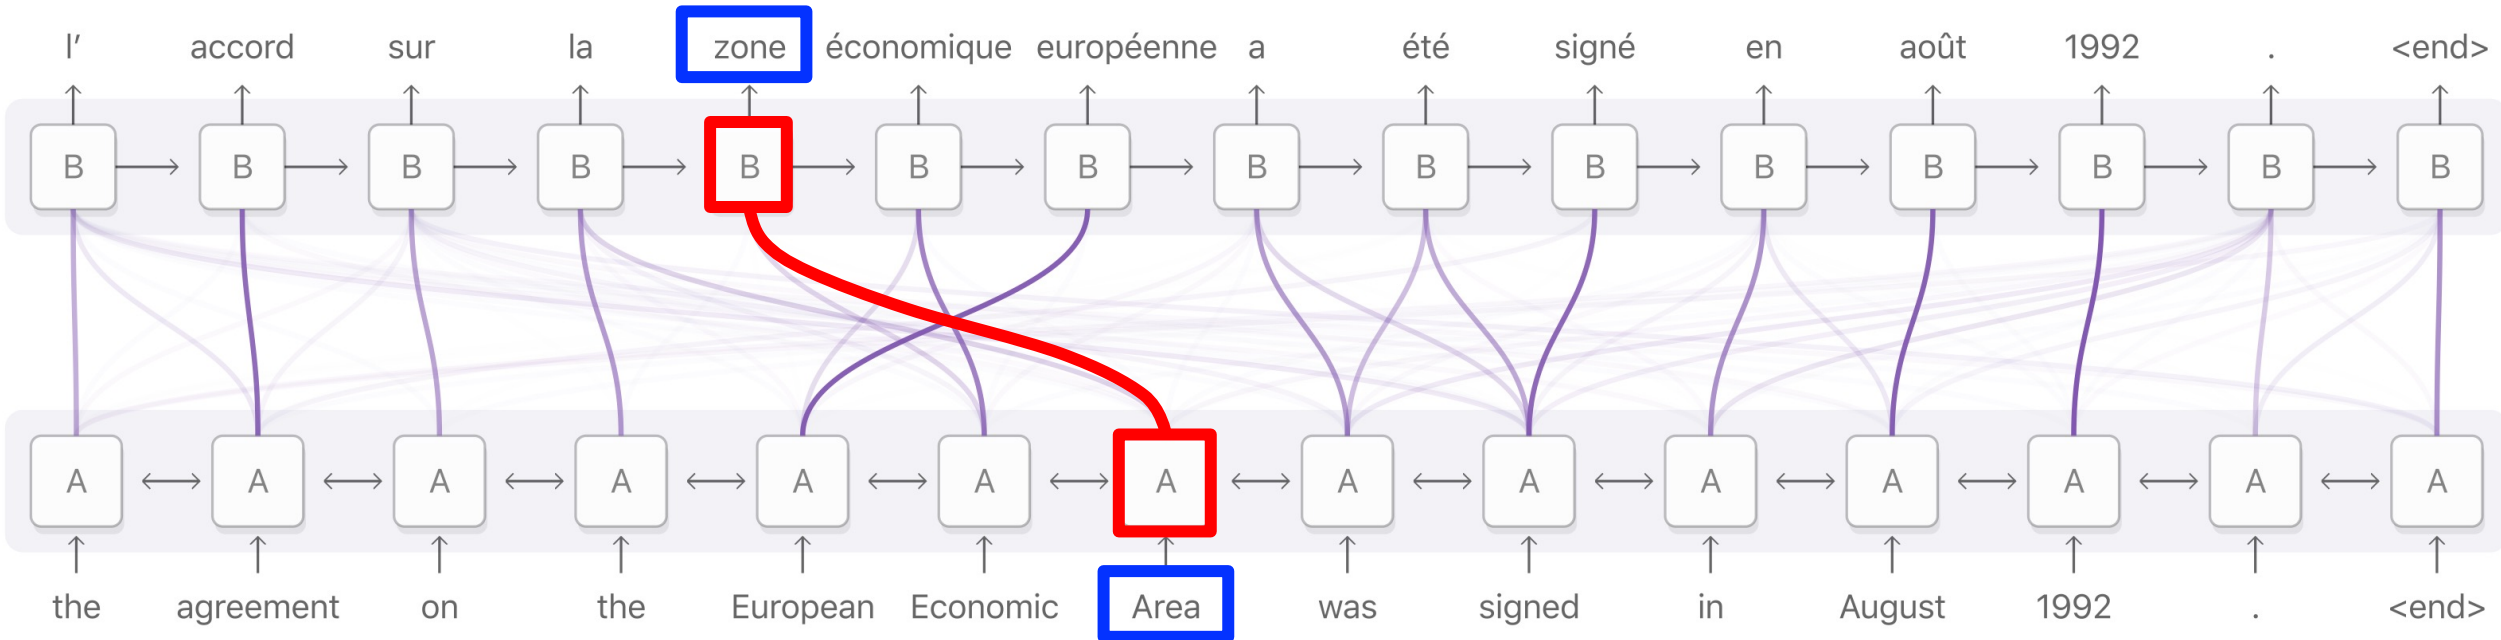 l’ accord sur la zone économique européenne a été signé en août 1992 . <end>
B B B B B B B B B B B B B B B
A A A A A A A A A A A A A A
the agreement on the European Economic Area was signed in August 1992 . <end>